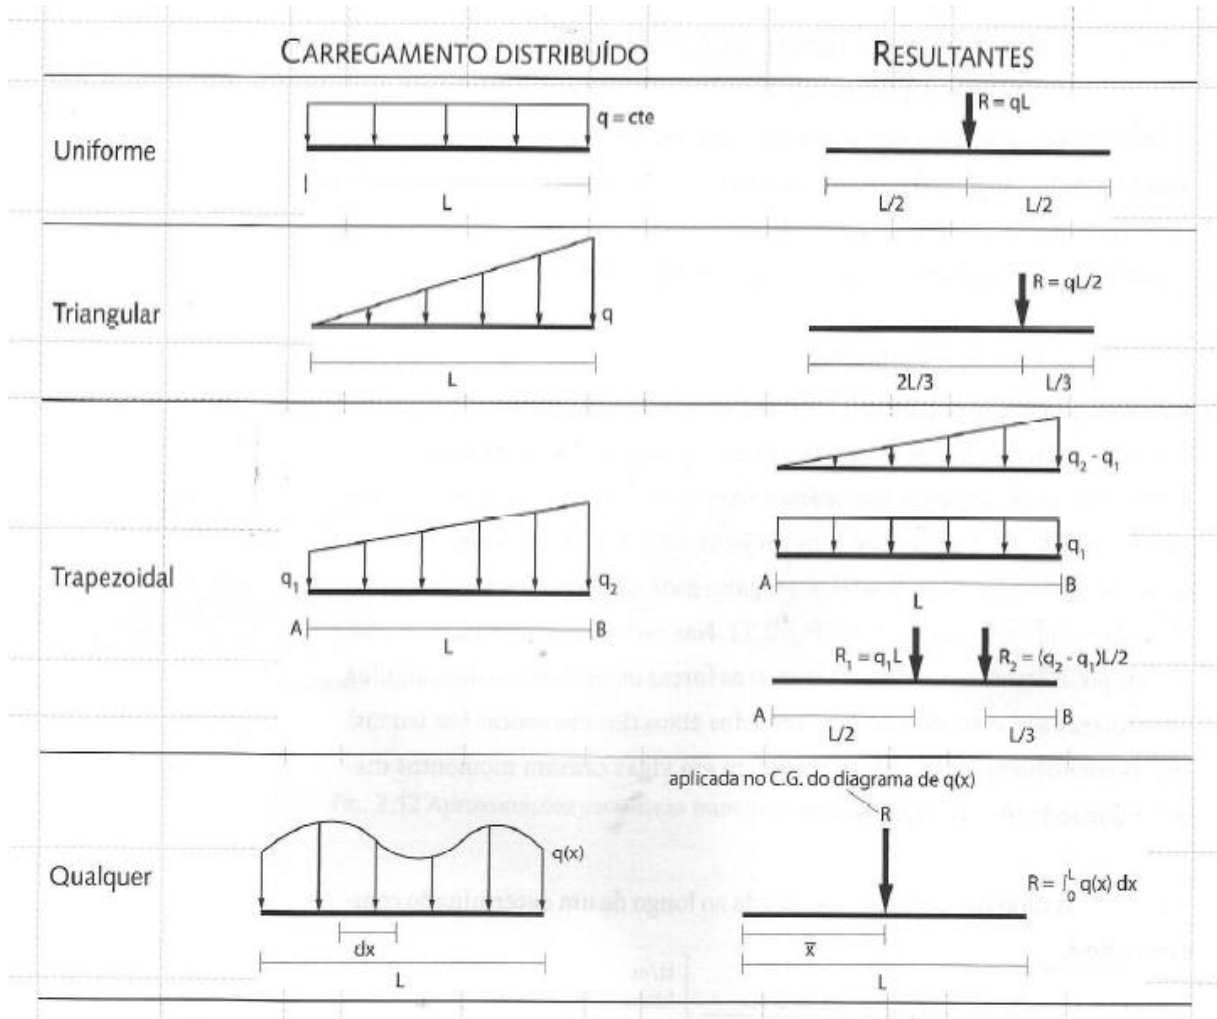 CARREGAMENTO DISTRIBUÍDO
RESULTANTES
Uniforme
q = cte
L
R = qL
L/2
L/2
Triangular
q
L
R = qL/2
2L/3
L/3
Trapezoidal
q₁
q₂
A
B
L
q₂ - q₁
q₁
A
B
L
R₁ = q₁L
R₂ = (q₂ - q₁)L/2
A
B
L/2
L/3
Qualquer
q(x)
dx
L
aplicada no C.G. do diagrama de q(x)
R
R = ∫₀ᴸ q(x) dx
x̅
L